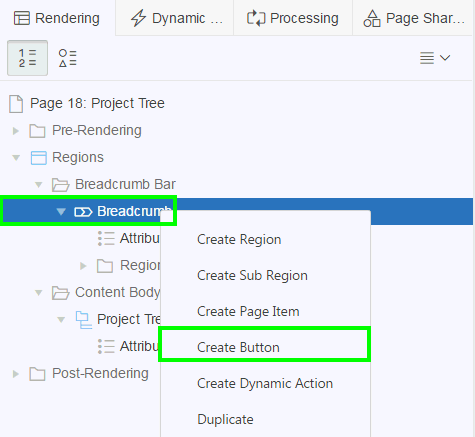 Rendering
Dynamic ...
Processing
Page Shar...
Page 18: Project Tree
Pre-Rendering
Regions
Breadcrumb Bar
Breadcrumb
Create Region
Attribu
Create Sub Region
Region
Create Page Item
Content Body
Project Tre
Create Button
Attribu
Post-Rendering
Create Dynamic Action
Duplicate